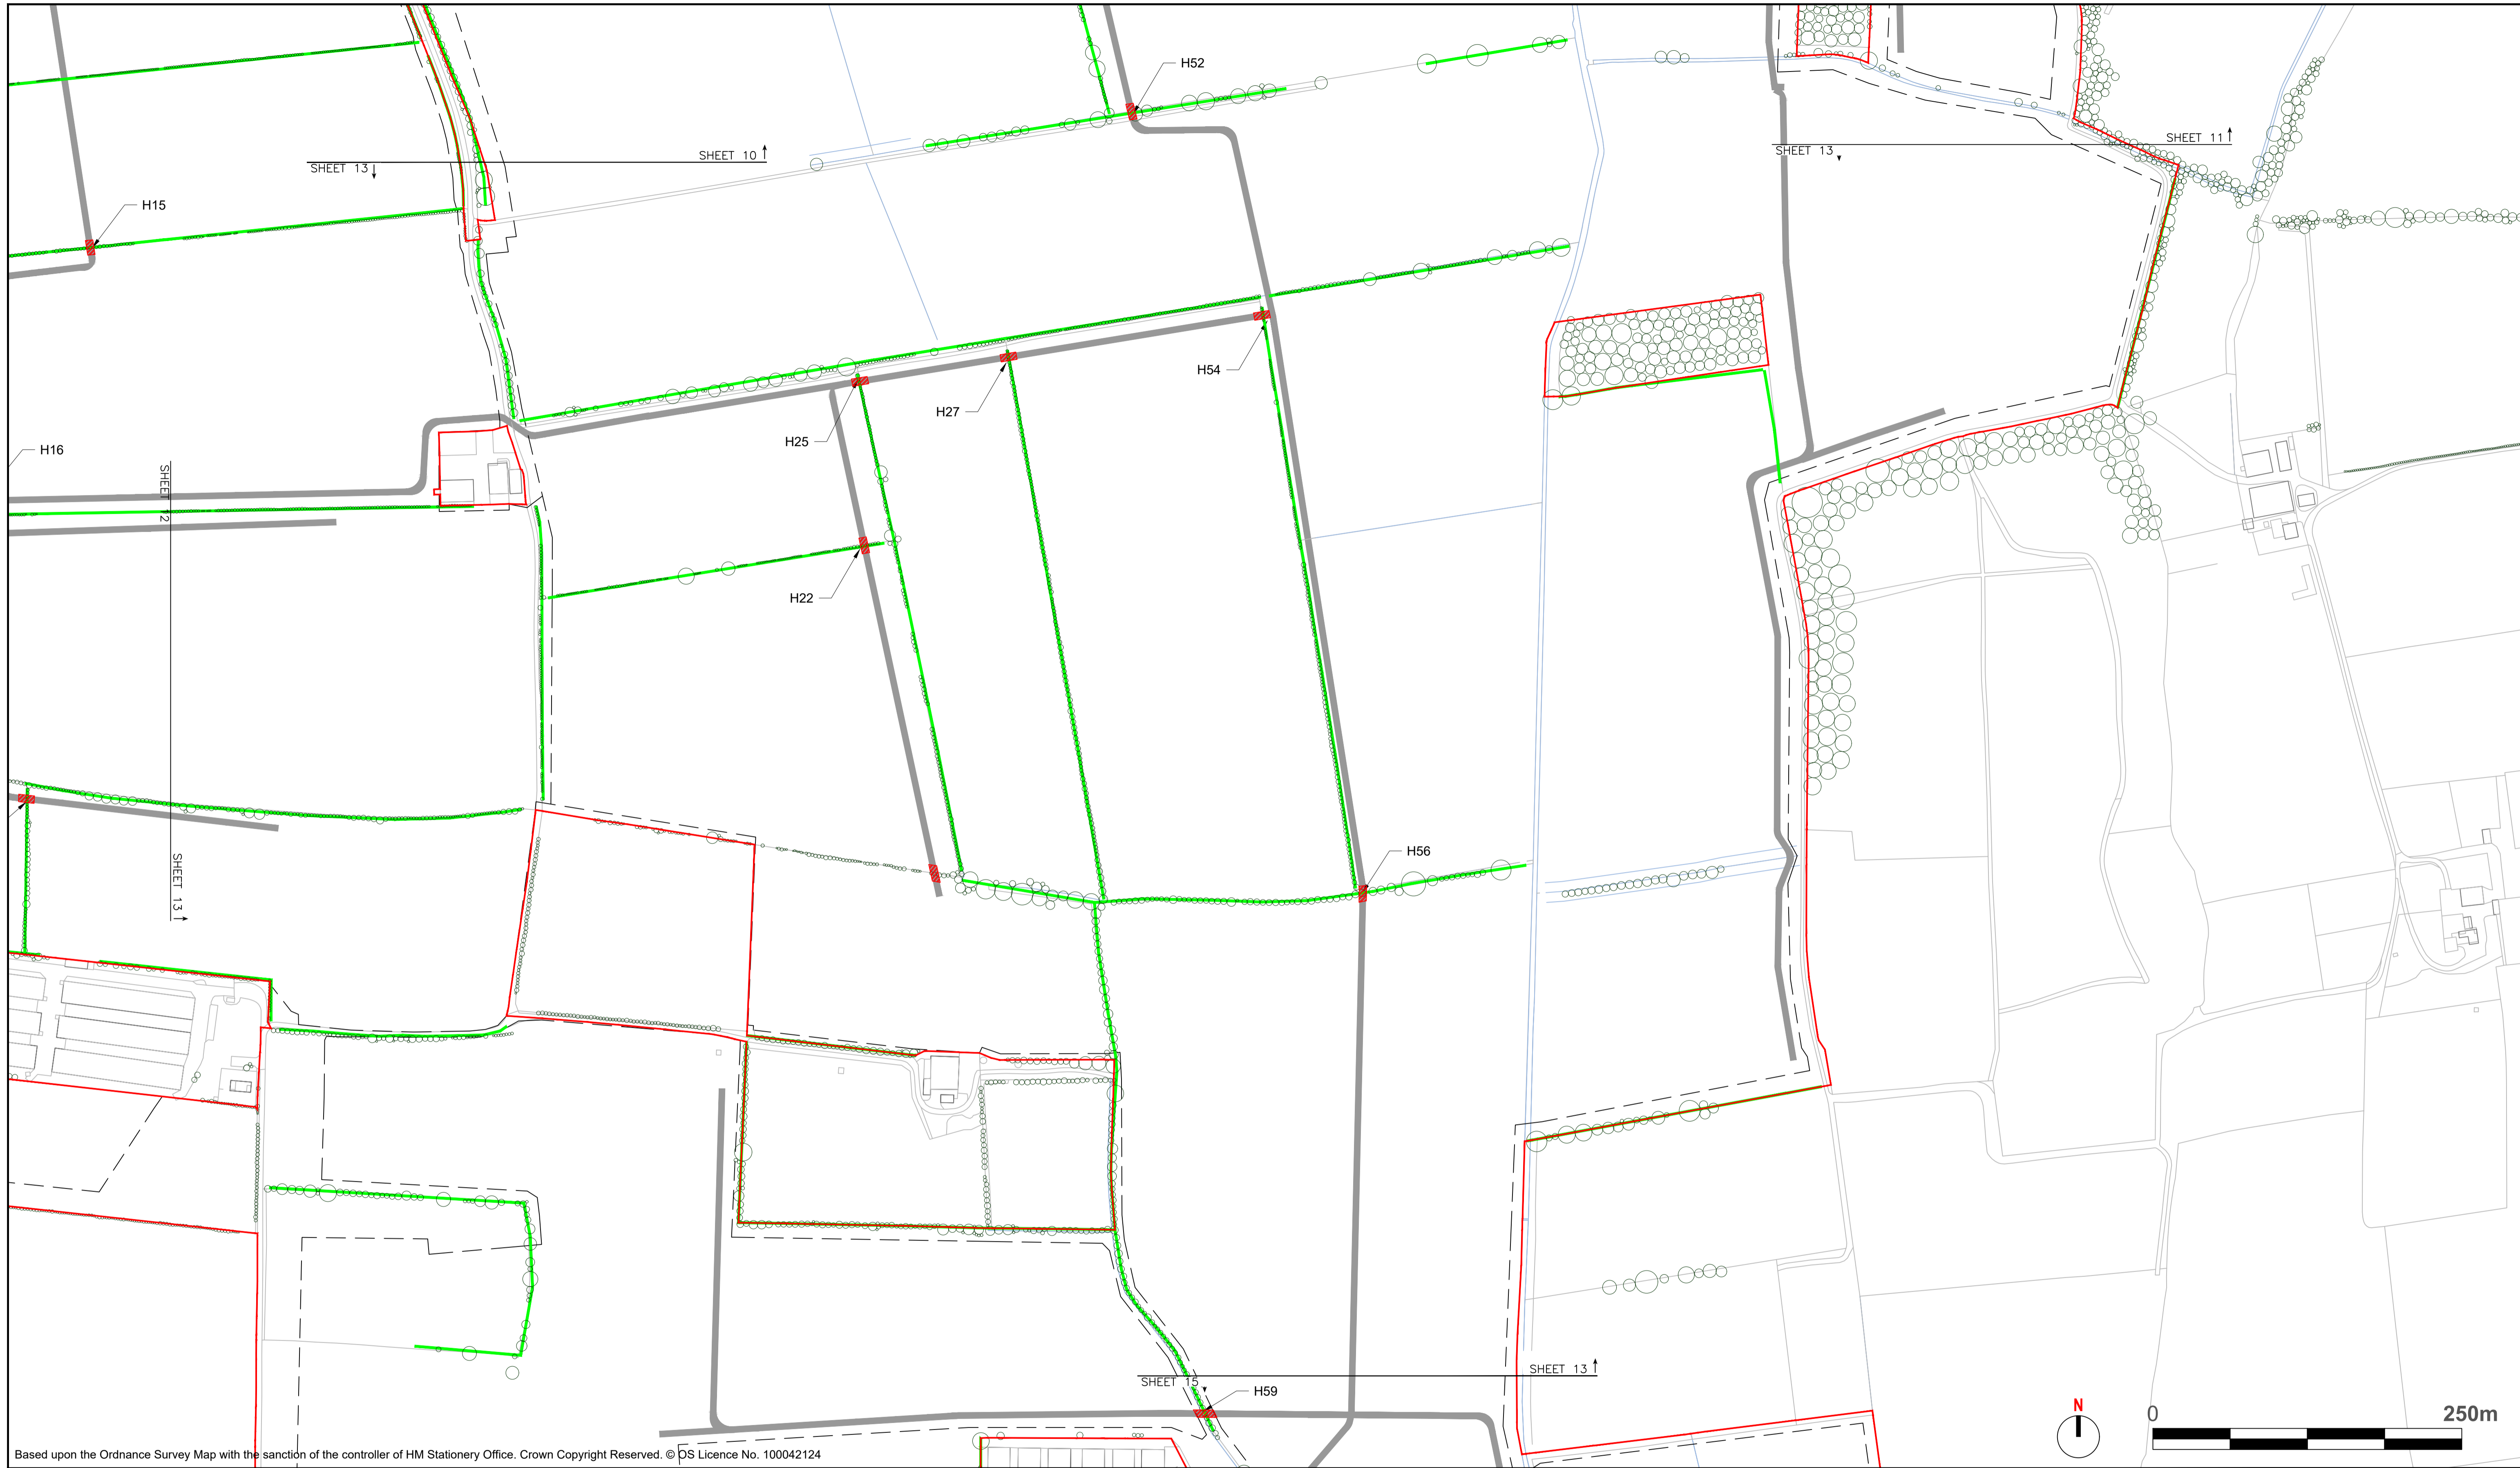 H52
SHEET 10
SHEET 11
SHEET 13
SHEET 13
H15
H54
H27
H25
H16
SHEET 12
H22
H56
SHEET 13
SHEET 13
SHEET 15
H59
N
0
250m
Based upon the Ordnance Survey Map with the sanction of the controller of HM Stationery Office. Crown Copyright Reserved. © OS Licence No. 100042124